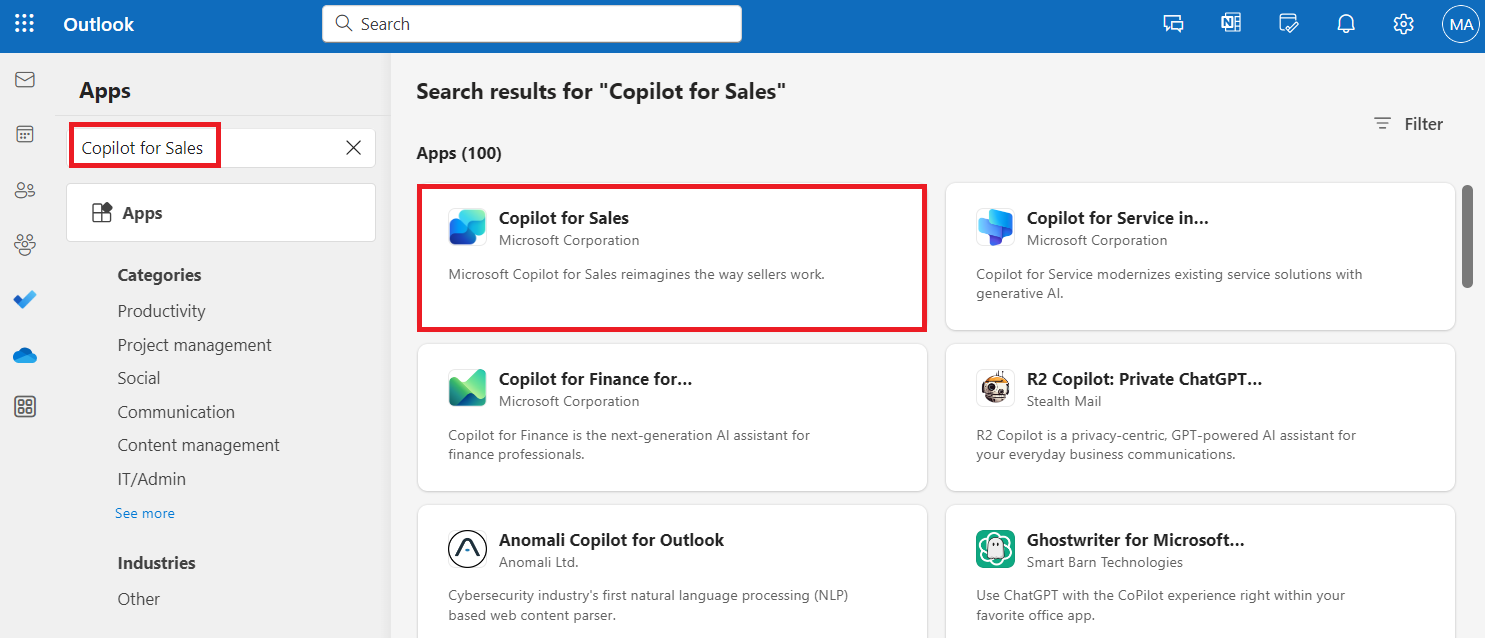 Outlook
Search
MA
Apps
Copilot for Sales
Apps
Categories
Productivity
Project management
Social
Communication
Content management
IT/Admin
See more
Industries
Other
Search results for "Copilot for Sales"
Filter
Apps (100)
Copilot for Sales
Microsoft Corporation
Microsoft Copilot for Sales reimagines the way sellers work.
Copilot for Service in...
Microsoft Corporation
Copilot for Service modernizes existing service solutions with
generative AI.
Copilot for Finance for...
Microsoft Corporation
Copilot for Finance is the next-generation AI assistant for
finance professionals.
R2 Copilot: Private ChatGPT...
Stealth Mail
R2 Copilot is a privacy-centric, GPT-powered AI assistant for
your everyday business communications.
Anomali Copilot for Outlook
Anomali Ltd.
Cybersecurity industry's first natural language processing (NLP)
based web content parser.
Ghostwriter for Microsoft...
Smart Barn Technologies
Use ChatGPT with the CoPilot experience right within your
favorite office app.